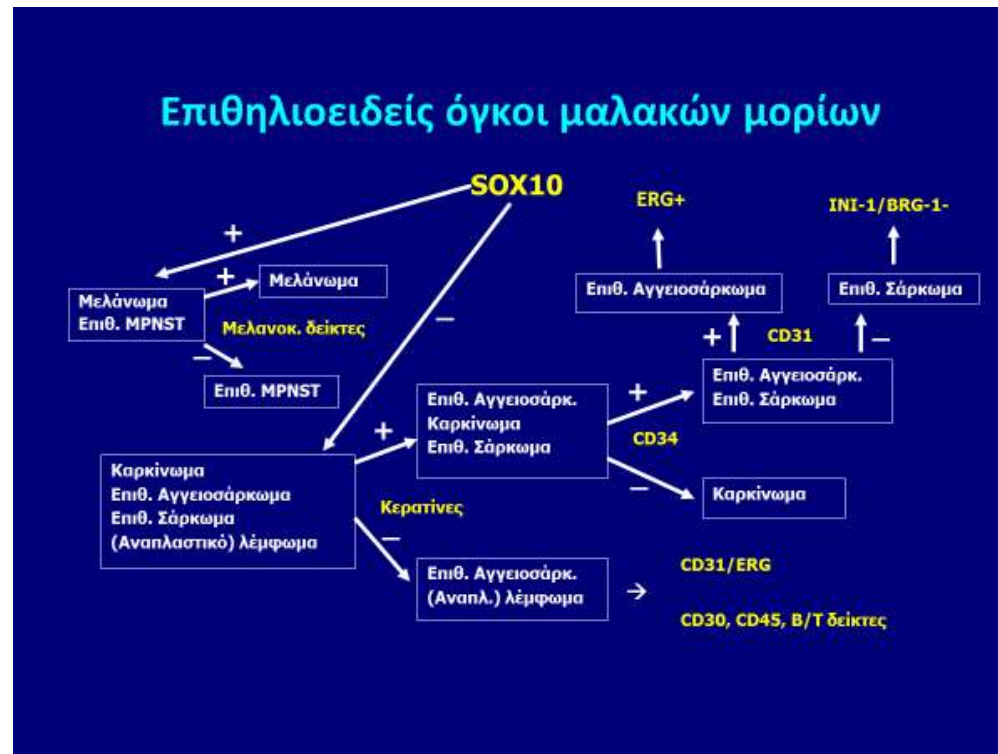 Επιθηλιοειδείς όγκοι μαλακών μορίων
SOX10
ERG+
INI-1/BRG-1-
+
+
Μελάνωμα
Μελάνωμα
Επιθ. MPNST
Μελανοκ. δείκτες
–
Επιθ. MPNST
–
Επιθ. Αγγειοσάρκωμα
Επιθ. Σάρκωμα
+
CD31
–
Επιθ. Αγγειοσάρκ.
Επιθ. Σάρκωμα
Καρκίνωμα
Επιθ. Αγγειοσάρκωμα
Επιθ. Σάρκωμα
(Αναπλαστικό) λέμφωμα
+
Κερατίνες
–
Επιθ. Αγγειοσάρκ.
Καρκίνωμα
Επιθ. Σάρκωμα
+
CD34
–
Καρκίνωμα
Επιθ. Αγγειοσάρκ.
(Αναπλ.) λέμφωμα
→
CD31/ERG
CD30, CD45, B/T δείκτες